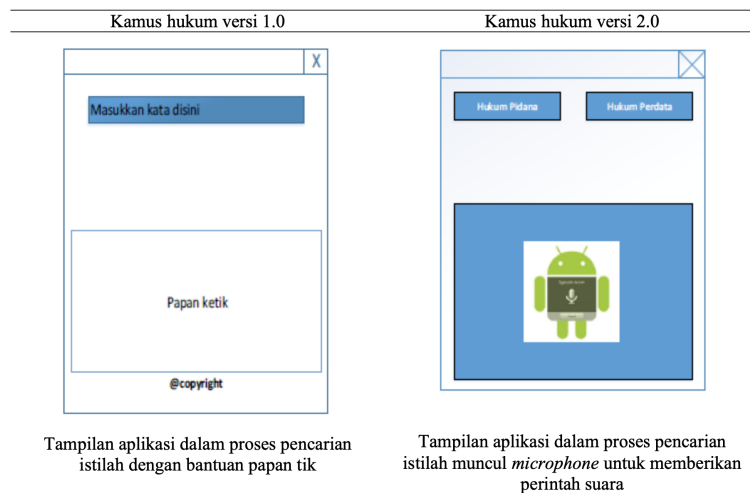 Kamus hukum versi 1.0
Kamus hukum versi 2.0
X
Masukkan kata disini
Papan ketik
@copyright
Hukum Pidana
Hukum Perdata
Tampilan aplikasi dalam proses pencarian
istilah dengan bantuan papan tik
Tampilan aplikasi dalam proses pencarian
istilah muncul microphone untuk memberikan
perintah suara